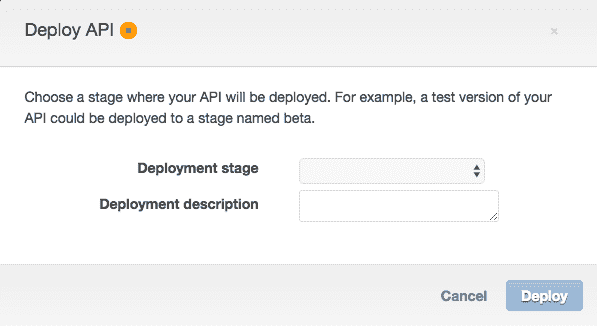 Deploy API
Choose a stage where your API will be deployed. For example, a test version of your
API could be deployed to a stage named beta.
Deployment stage
Deployment description
Cancel
Deploy